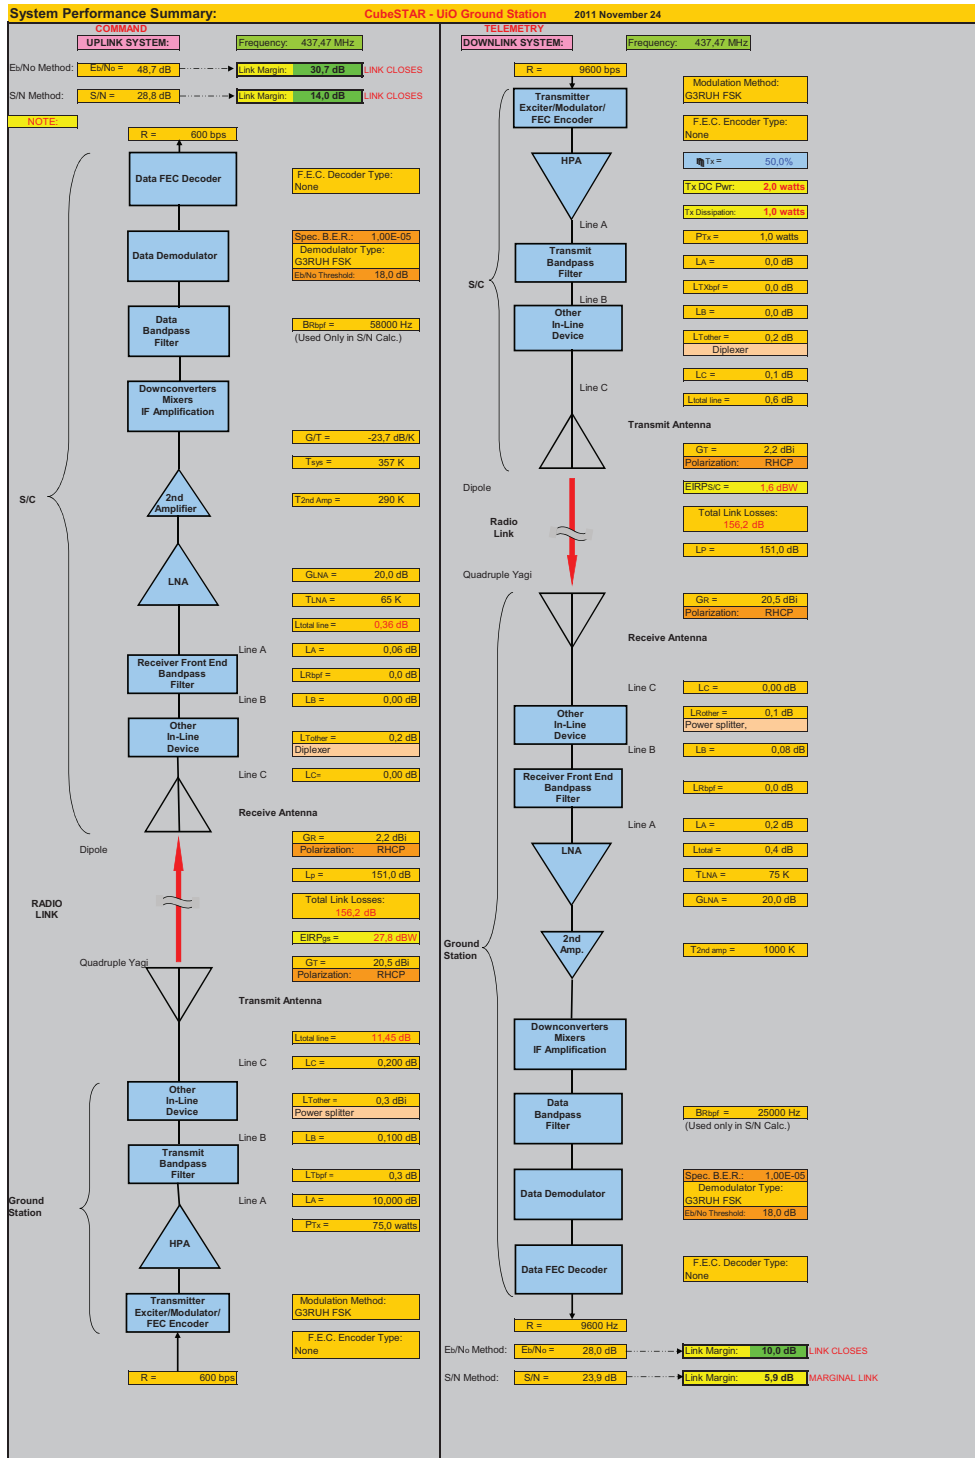 System Performance Summary: CubeSTAR - UiO Ground Station 2011 November 24
COMMAND
UPLINK SYSTEM: Frequency: 437,47 MHz
Eb/No Method: Eb/No = 48,7 dB Link Margin: 30,7 dB LINK CLOSES
S/N Method: S/N = 28,8 dB Link Margin: 14,0 dB LINK CLOSES
NOTE:
R = 600 bps
Data FEC Decoder
F.E.C. Decoder Type:
None
Data Demodulator
Spec. B.E.R.: 1,00E-05
Demodulator Type:
G3RUH FSK
Eb/No Threshold: 18,0 dB
Data
Bandpass
Filter
BRbpf = 58000 Hz
(Used Only in S/N Calc.)
Downconverters
Mixers
IF Amplification
G/T = -23,7 dB/K
Tsys = 357 K
S/C
2nd
Amplifier
T2nd Amp = 290 K
LNA
GLNA = 20,0 dB
TLNA = 65 K
Ltotal line = 0,36 dB
Line A LA = 0,06 dB
Receiver Front End
Bandpass
Filter
LRbpf = 0,0 dB
Line B LB = 0,00 dB
Other
In-Line
Device
LTother = 0,2 dB
Diplexer
Line C LC= 0,00 dB
Receive Antenna
Dipole
GR = 2,2 dBi
Polarization: RHCP
Lp = 151,0 dB
RADIO
LINK
Total Link Losses:
156,2 dB
EIRPgs = 27,8 dBW
Quadruple Yagi
GT = 20,5 dBi
Polarization: RHCP
Transmit Antenna
Ltotal line = 11,45 dB
Line C LC = 0,200 dB
Other
In-Line
Device
LTother = 0,3 dBi
Power splitter
Line B LB = 0,100 dB
Transmit
Bandpass
Filter
LTbpf = 0,3 dB
Ground
Station
Line A LA = 10,000 dB
PTx = 75,0 watts
HPA
Transmitter
Exciter/Modulator/
FEC Encoder
Modulation Method:
G3RUH FSK
F.E.C. Encoder Type:
None
R = 600 bps
TELEMETRY
DOWNLINK SYSTEM: Frequency: 437,47 MHz
R = 9600 bps
Transmitter
Exciter/Modulator/
FEC Encoder
Modulation Method:
G3RUH FSK
F.E.C. Encoder Type:
None
HPA
Tx = 50,0%
Tx DC Pwr: 2,0 watts
Tx Dissipation: 1,0 watts
Line A
PTx = 1,0 watts
Transmit
Bandpass
Filter
LA = 0,0 dB
S/C
LTXbpf = 0,0 dB
Line B
LB = 0,0 dB
Other
In-Line
Device
LTother = 0,2 dB
Diplexer
Line C
LC = 0,1 dB
Ltotal line = 0,6 dB
Transmit Antenna
GT = 2,2 dBi
Polarization: RHCP
Dipole
EIRPS/C = 1,6 dBW
Radio
Link
Total Link Losses:
156,2 dB
LP = 151,0 dB
Quadruple Yagi
GR = 20,5 dBi
Polarization: RHCP
Receive Antenna
Line C LC = 0,00 dB
Other
In-Line
Device
LRother = 0,1 dB
Power splitter,
Line B LB = 0,08 dB
Receiver Front End
Bandpass
Filter
LRbpf = 0,0 dB
Line A LA = 0,2 dB
LNA
Ltotal = 0,4 dB
TLNA = 75 K
GLNA = 20,0 dB
Ground
Station
2nd
Amp.
T2nd amp = 1000 K
Downconverters
Mixers
IF Amplification
Data
Bandpass
Filter
BRbpf = 25000 Hz
(Used only in S/N Calc.)
Data Demodulator
Spec. B.E.R.: 1,00E-05
Demodulator Type:
G3RUH FSK
Eb/No Threshold: 18,0 dB
Data FEC Decoder
F.E.C. Decoder Type:
None
R = 9600 Hz
Eb/No Method: Eb/No = 28,0 dB Link Margin: 10,0 dB LINK CLOSES
S/N Method: S/N = 23,9 dB Link Margin: 5,9 dB MARGINAL LINK